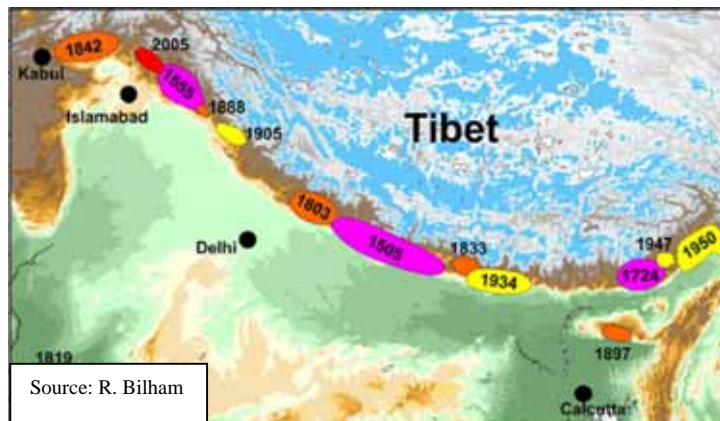 1842
2005
Kabul
1555
1888
Islamabad
1905
Tibet
1803
Delhi
1505
1833
1934
1947
1950
1724
1897
1819
Source: R. Bilham
Calcutta